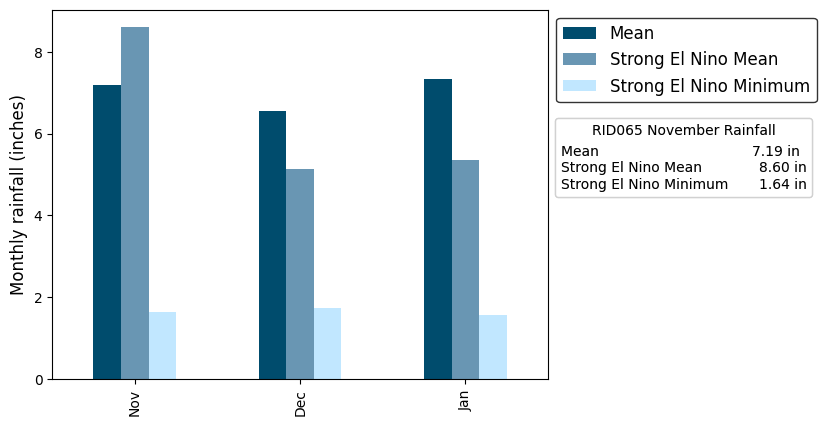 Monthly rainfall (inches)
8
6
4
2
0
Nov
Dec
Jan
Mean
Strong El Nino Mean
Strong El Nino Minimum
RID065 November Rainfall
Mean 7.19 in
Strong El Nino Mean 8.60 in
Strong El Nino Minimum 1.64 in